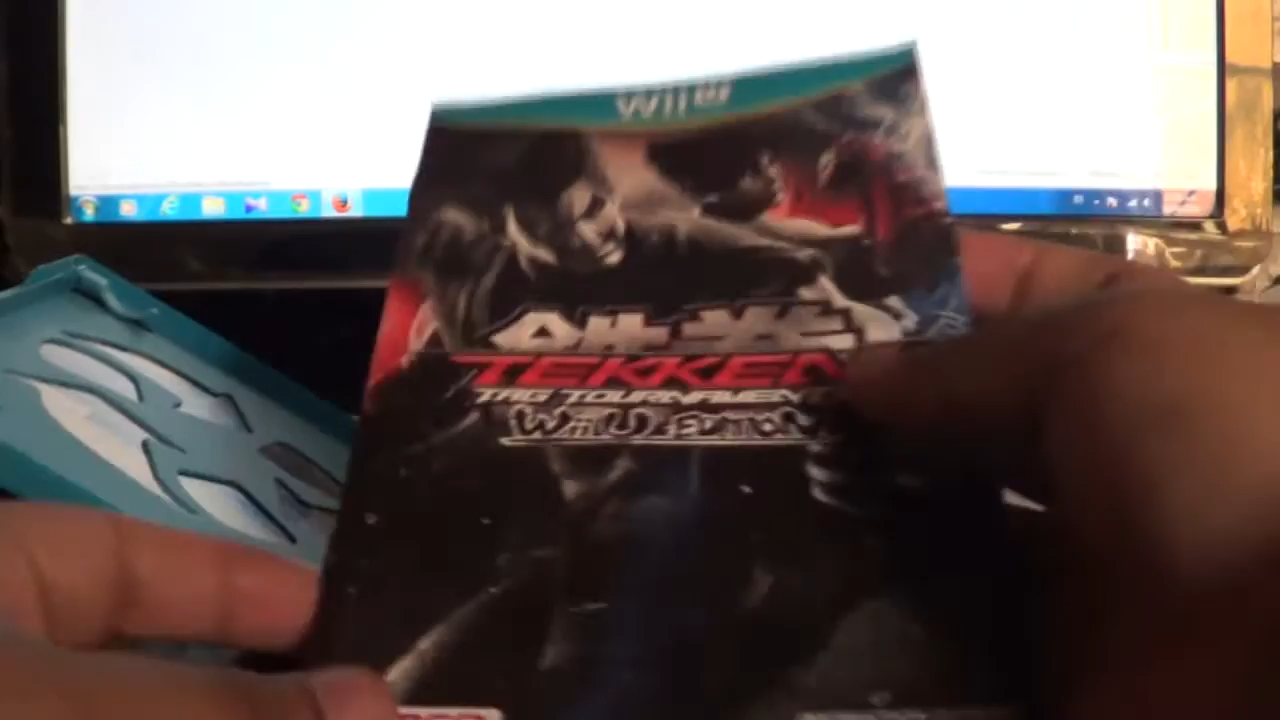 Wii U
鉄拳
TEKKEN
TAG TOURNAMENT
Wii U EDITION